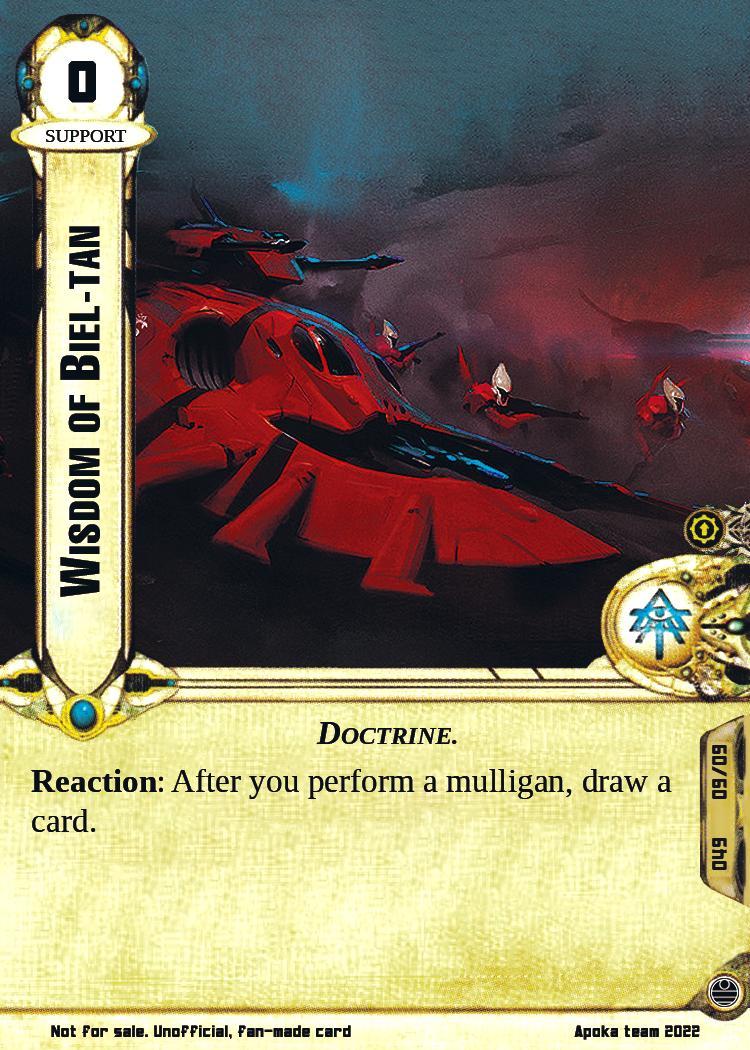 0
SUPPORT
WISDOM OF BIEL-TAN
DOCTRINE.
Reaction: After you perform a mulligan, draw a
card.
60/60
049
Not for sale. Unofficial, fan-made card
Apoka team 2022